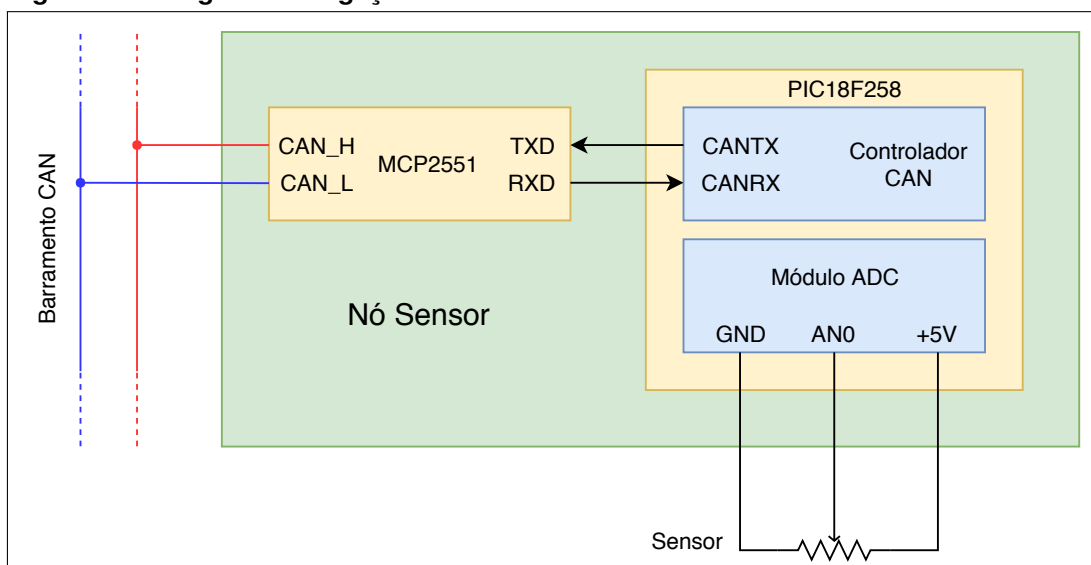 PIC18F258
CAN_H
CAN_L
MCP2551
TXD
RXD
CANTX
CANRX
Controlador
CAN
Barramento CAN
Nó Sensor
Módulo ADC
GND
AN0
+5V
Sensor